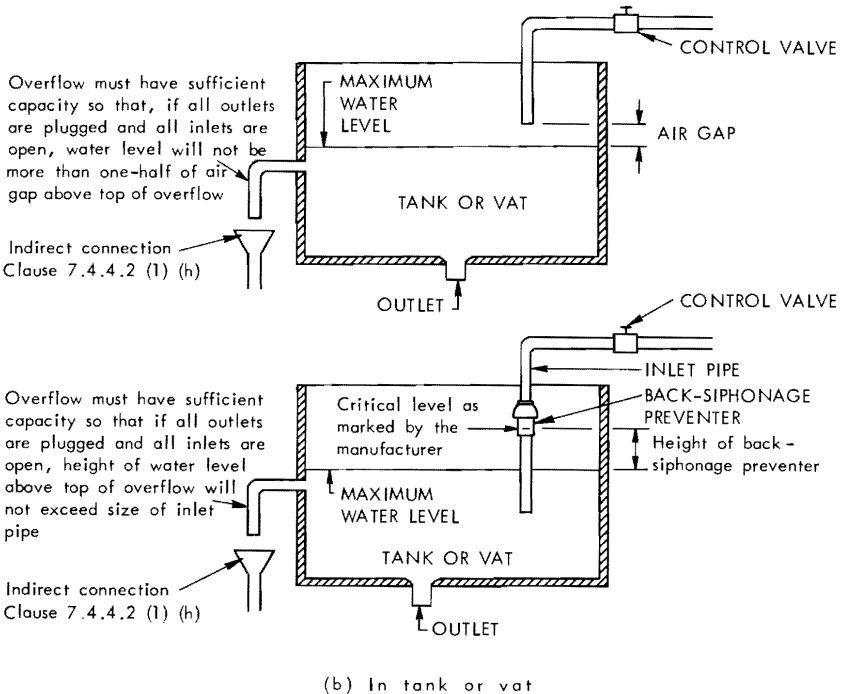 CONTROL VALVE
Overflow must have sufficient
capacity so that, if all outlets
are plugged and all inlets are
open, water level will not be
more than one-half of air
gap above top of overflow
MAXIMUM
WATER
LEVEL
AIR GAP
TANK OR VAT
Indirect connection
Clause 7.4.4.2 (1) (h)
OUTLET
CONTROL VALVE
INLET PIPE
BACK-SIPHONAGE
PREVENTER
Overflow must have sufficient
capacity so that if all outlets
are plugged and all inlets are
open, height of water level
above top of overflow will
not exceed size of inlet
pipe
Critical level as
marked by the
manufacturer
Height of back-
siphonage preventer
MAXIMUM
WATER LEVEL
TANK OR VAT
Indirect connection
Clause 7.4.4.2 (1) (h)
OUTLET
(b) In tank or vat